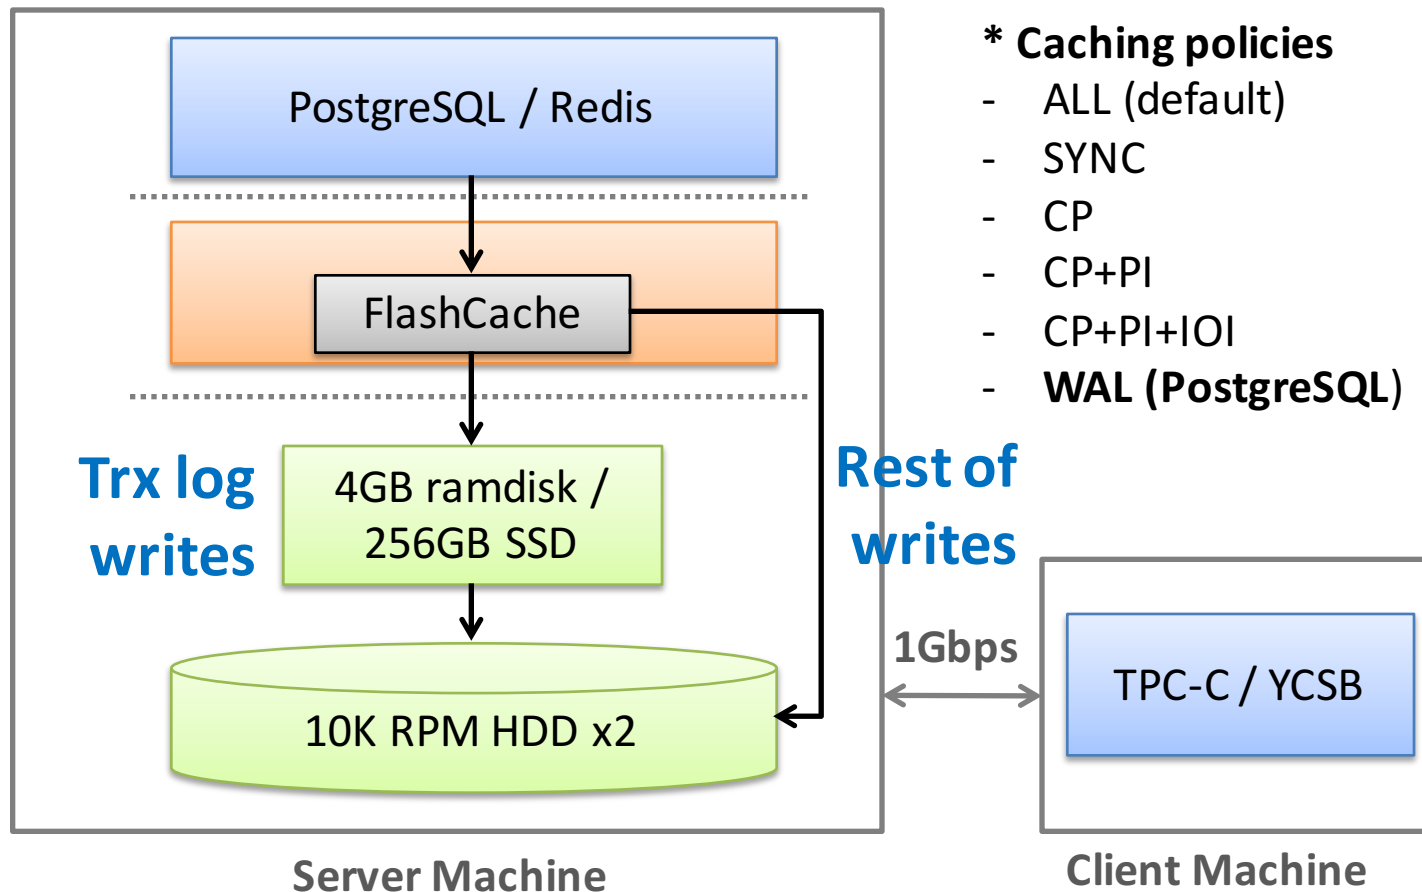 PostgreSQL / Redis
FlashCache
Trx log
writes
4GB ramdisk /
256GB SSD
Rest of
writes
10K RPM HDD x2
Server Machine
* Caching policies
- ALL (default)
- SYNC
- CP
- CP+PI
- CP+PI+IOI
- WAL (PostgreSQL)
1Gbps
TPC-C / YCSB
Client Machine